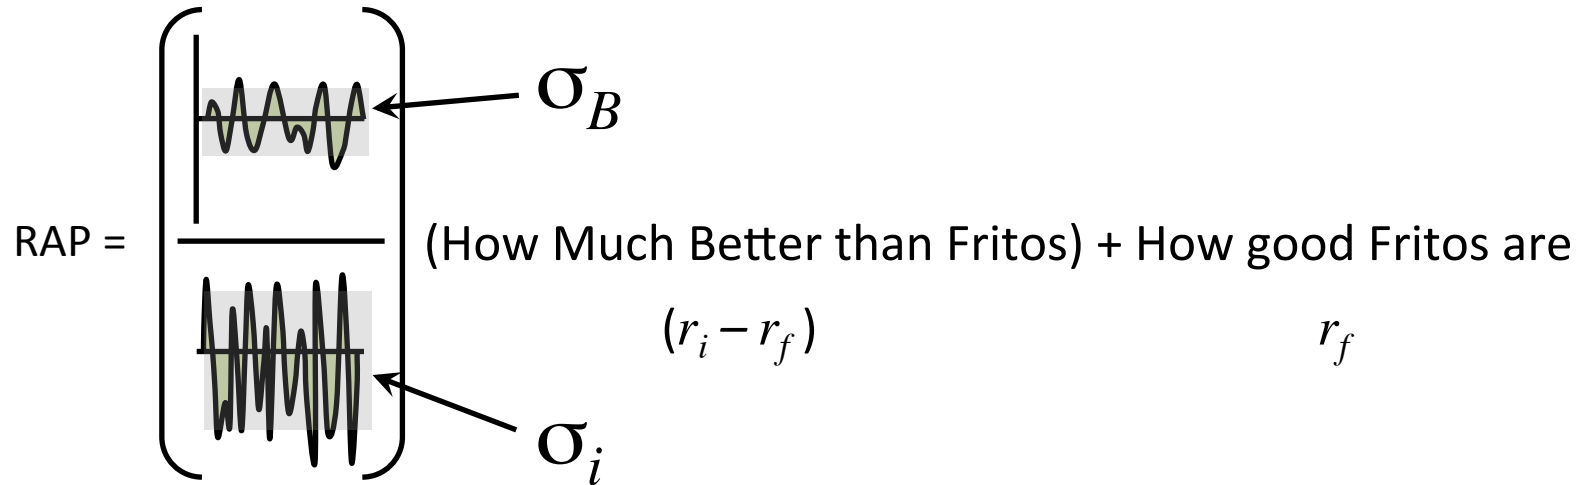 σB
RAP = (How Much Better than Fritos) + How good Fritos are
(ri − rf) rf
σi